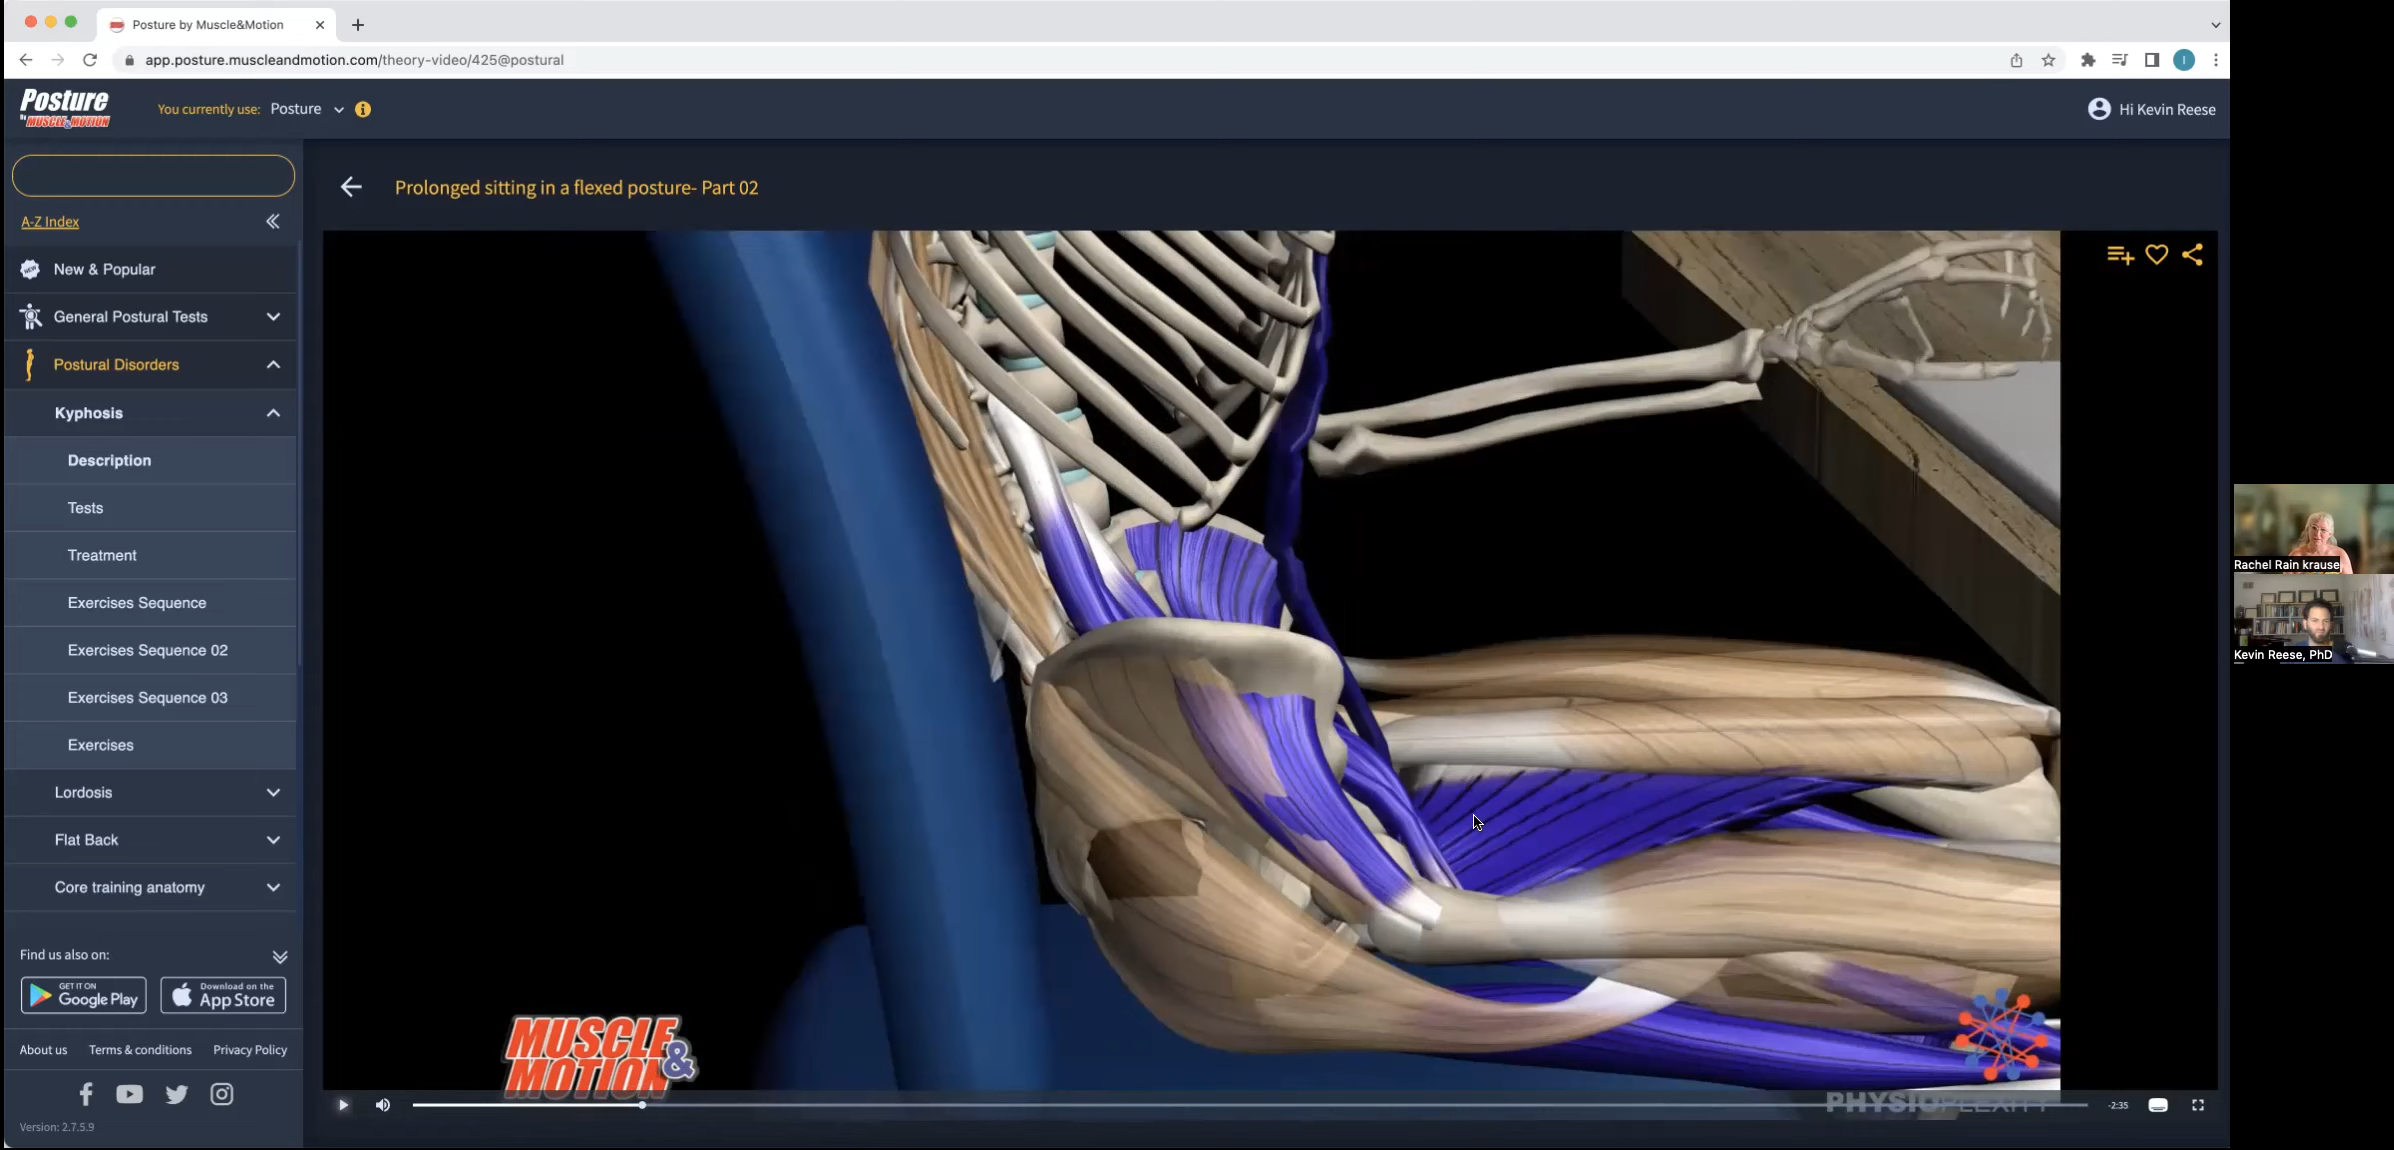 Posture by Muscle&Motion
app.posture.muscleandmotion.com/theory-video/425@postural
Posture
By MUSCLE&MOTION
You currently use: Posture
Hi Kevin Reese
A-Z Index
Prolonged sitting in a flexed posture- Part 02
New & Popular
General Postural Tests
Postural Disorders
Kyphosis
Description
Tests
Treatment
Exercises Sequence
Exercises Sequence 02
Exercises Sequence 03
Exercises
Lordosis
Flat Back
Core training anatomy
Find us also on:
GET IT ON
Google Play
Download on the
App Store
About us Terms & conditions Privacy Policy
Version: 2.7.5.9
MUSCLE &
MOTION
PHYSIOPLEXITY
-2:35
Rachel Rain krause
Kevin Reese, PhD
I